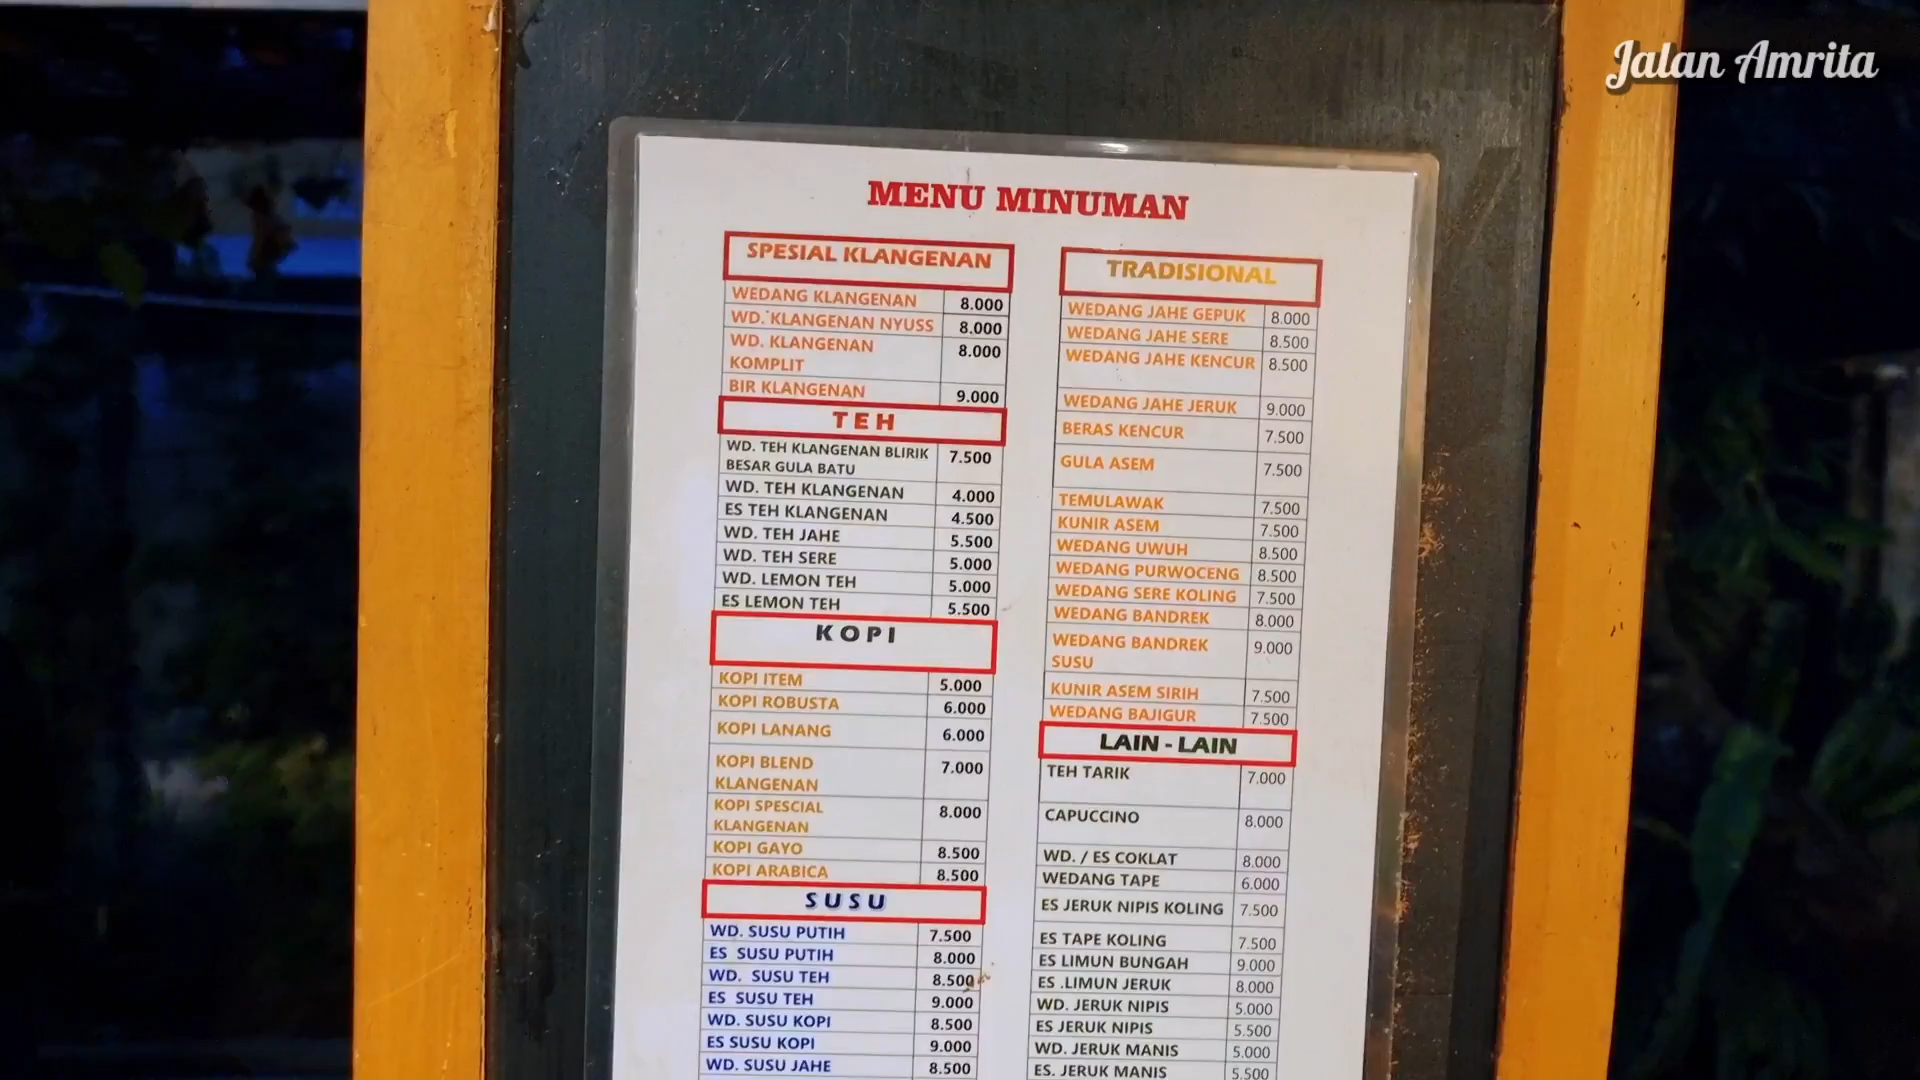 Jalan Amrita
MENU MINUMAN
SPESIAL KLANGENAN
WEDANG KLANGENAN 8.000
WD. KLANGENAN NYUSS 8.000
WD. KLANGENAN 8.000
KOMPLIT
BIR KLANGENAN 9.000
TEH
WD. TEH KLANGENAN BLIRIK 7.500
BESAR GULA BATU
WD. TEH KLANGENAN 4.000
ES TEH KLANGENAN 4.500
WD. TEH JAHE 5.500
WD. TEH SERE 5.000
WD. LEMON TEH 5.000
ES LEMON TEH 5.500
KOPI
KOPI ITEM 5.000
KOPI ROBUSTA 6.000
KOPI LANANG 6.000
KOPI BLEND 7.000
KLANGENAN
KOPI SPESCIAL 8.000
KLANGENAN
KOPI GAYO 8.500
KOPI ARABICA 8.500
SUSU
WD. SUSU PUTIH 7.500
ES SUSU PUTIH 8.000
WD. SUSU TEH 8.500
ES SUSU TEH 9.000
WD. SUSU KOPI 8.500
ES SUSU KOPI 9.000
WD. SUSU JAHE 8.500
TRADISIONAL
WEDANG JAHE GEPUK 8.000
WEDANG JAHE SERE 8.500
WEDANG JAHE KENCUR 8.500
WEDANG JAHE JERUK 9.000
BERAS KENCUR 7.500
GULA ASEM 7.500
TEMULAWAK 7.500
KUNIR ASEM 7.500
WEDANG UWUH 8.500
WEDANG PURWOCENG 8.500
WEDANG SERE KOLING 7.500
WEDANG BANDREK 8.000
WEDANG BANDREK 9.000
SUSU
KUNIR ASEM SIRIH 7.500
WEDANG BAJIGUR 7.500
LAIN - LAIN
TEH TARIK 7.000
CAPUCCINO 8.000
WD. / ES COKLAT 8.000
WEDANG TAPE 6.000
ES JERUK NIPIS KOLING 7.500
ES TAPE KOLING 7.500
ES LIMUN BUNGAH 9.000
ES .LIMUN JERUK 8.000
WD. JERUK NIPIS 5.000
ES JERUK NIPIS 5.500
WD. JERUK MANIS 5.000
ES. JERUK MANIS 5.500